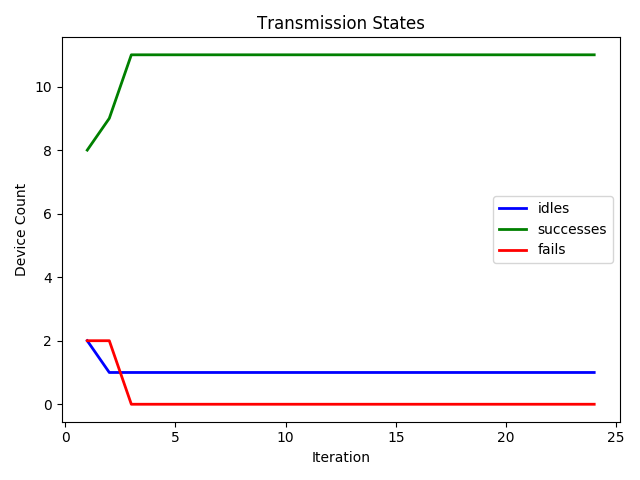 Transmission States
Device Count
10
8
6
4
2
0
idles
successes
fails
0 5 10 15 20 25
Iteration